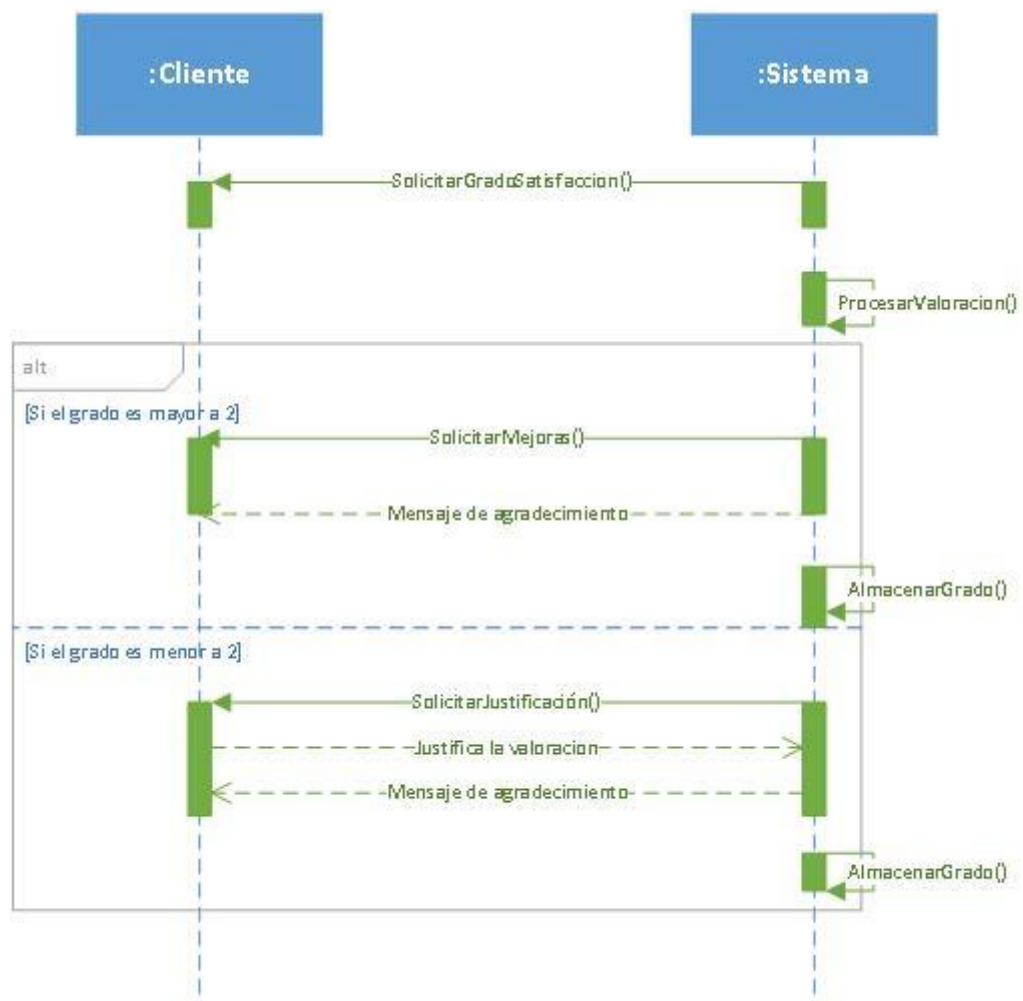 :Cliente
:Sistema
SolicitarGradoSatisfaccion()
ProcesarValoracion()
alt
[Si el grado es mayor a 2]
SolicitarMejoras()
Mensaje de agradecimiento
AlmacenarGrado()
[Si el grado es menor a 2]
SolicitarJustificación()
Justifica la valoracion
Mensaje de agradecimiento
AlmacenarGrado()